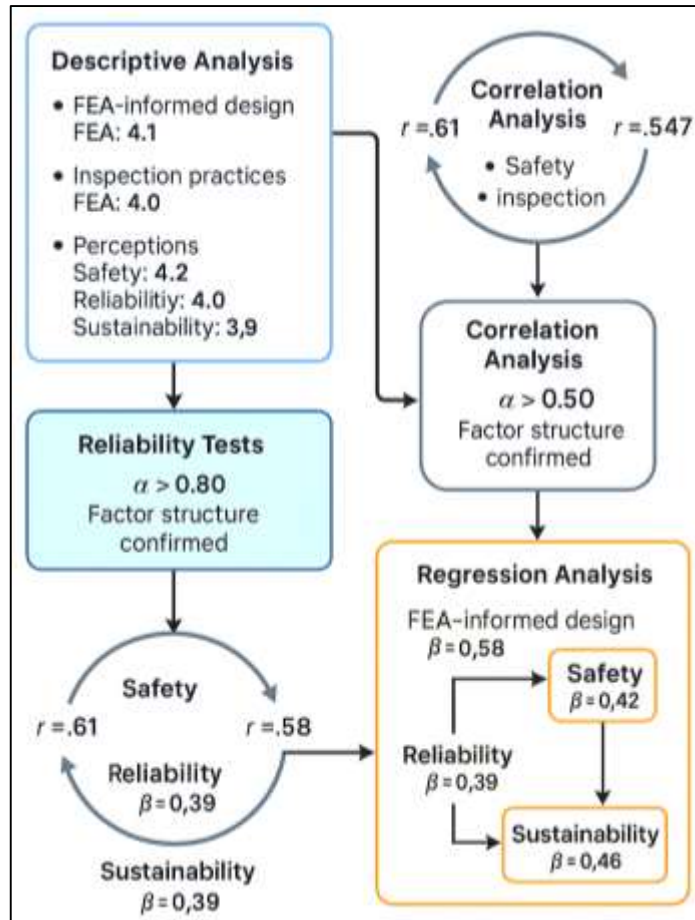 Descriptive Analysis
• FEA-informed design
FEA: 4.1
• Inspection practices
FEA: 4.0
• Perceptions
Safety: 4.2
Reliabilitiy: 4.0
Sustainability: 3,9
Correlation
Analysis
r=.61
r=.547
• Safety
• inspection
Correlation
Analysis
α > 0.50
Factor structure
confirmed
Reliability Tests
α > 0.80
Factor structure
confirmed
Safety
r=.61
r=.58
Reliability
β = 0,39
Sustainability
β = 0,39
Regression Analysis
FEA-informed design
β = 0,58
Safety
β = 0,42
Reliability
β = 0,39
Sustainability
β = 0,46